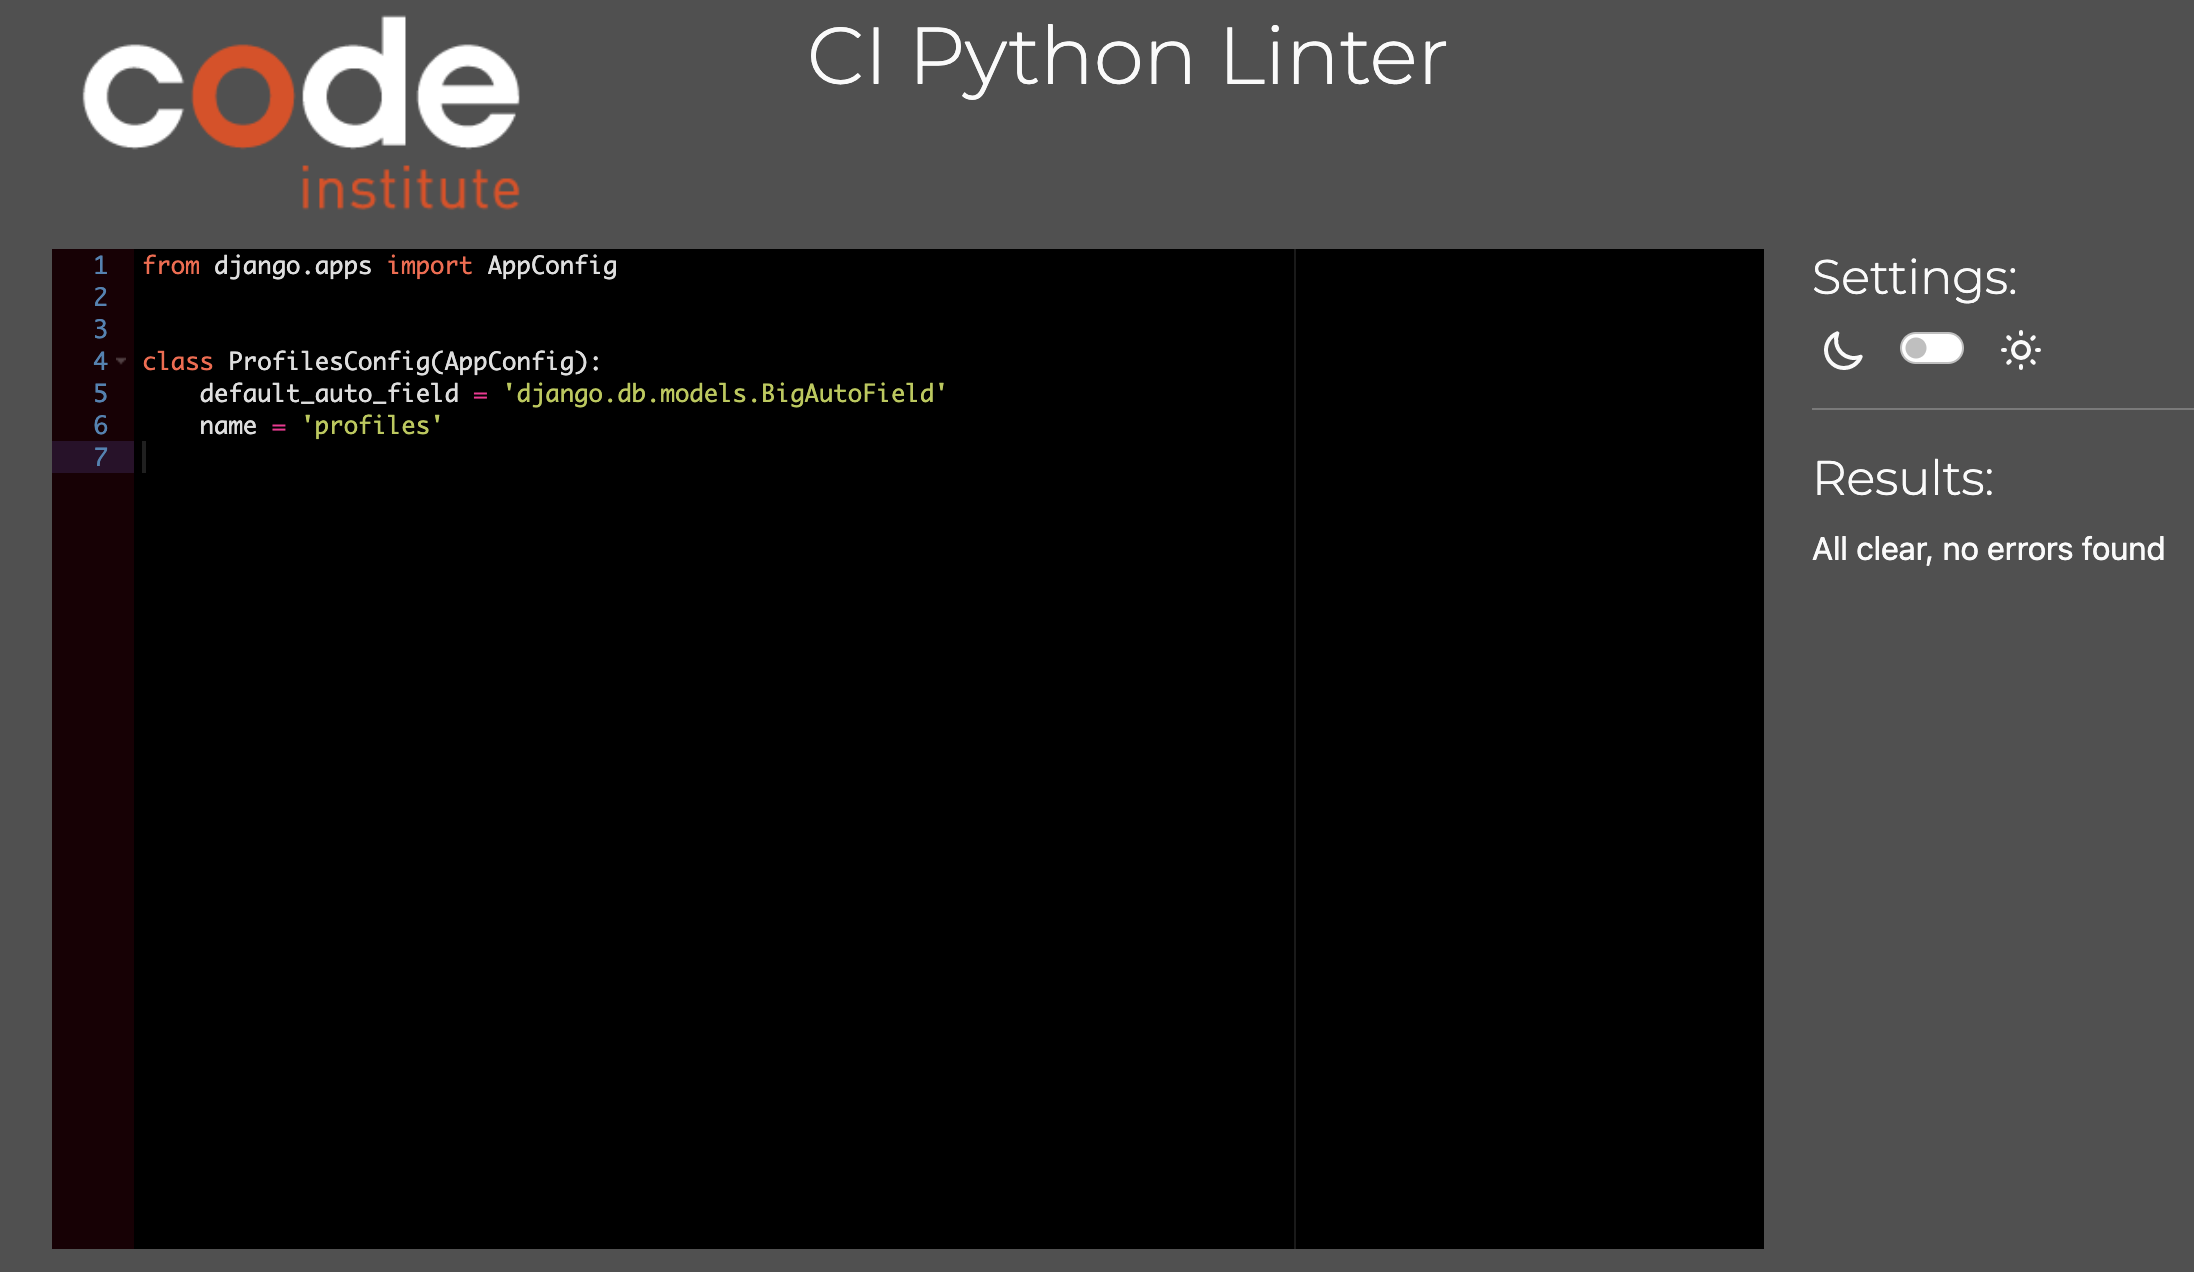 code
institute
CI Python Linter
1 from django.apps import AppConfig
2
3
4 class ProfilesConfig(AppConfig):
5     default_auto_field = 'django.db.models.BigAutoField'
6     name = 'profiles'
7
Settings:
Results:
All clear, no errors found